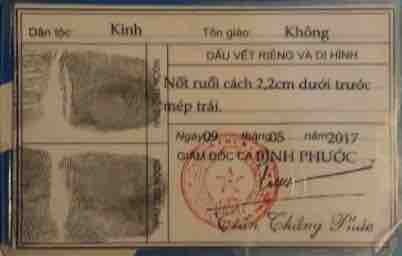 Dân tộc: Kinh Tôn giáo: Không
DẤU VẾT RIÊNG VÀ DỊ HÌNH
Nốt ruồi cách 2,2cm dưới trước
mép trái.
Ngày 09 tháng 05 năm 2017
GIÁM ĐỐC CA BÌNH PHƯỚC